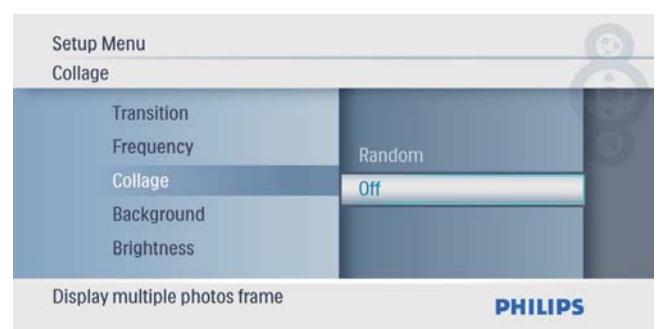 Setup Menu
Collage
Transition
Frequency
Collage
Background
Brightness
Random
Off
Display multiple photos frame
PHILIPS